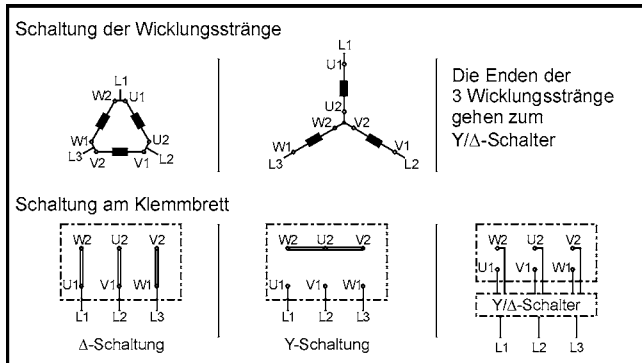 Schaltung der Wicklungsstränge
L1
W2 U1
W1 U2
L3 V2 V1 L2
L1
U1
U2
W2 V2
W1 V1
L3 L2
Die Enden der
3 Wicklungsstränge
gehen zum
Y/Δ-Schalter
Schaltung am Klemmbrett
W2 U2 V2
U1 V1 W1
L1 L2 L3
Δ-Schaltung
W2 U2 V2
U1 V1 W1
L1 L2 L3
Y-Schaltung
W2 U2 V2
U1 V1 W1
Y/Δ-Schalter
L1 L2 L3